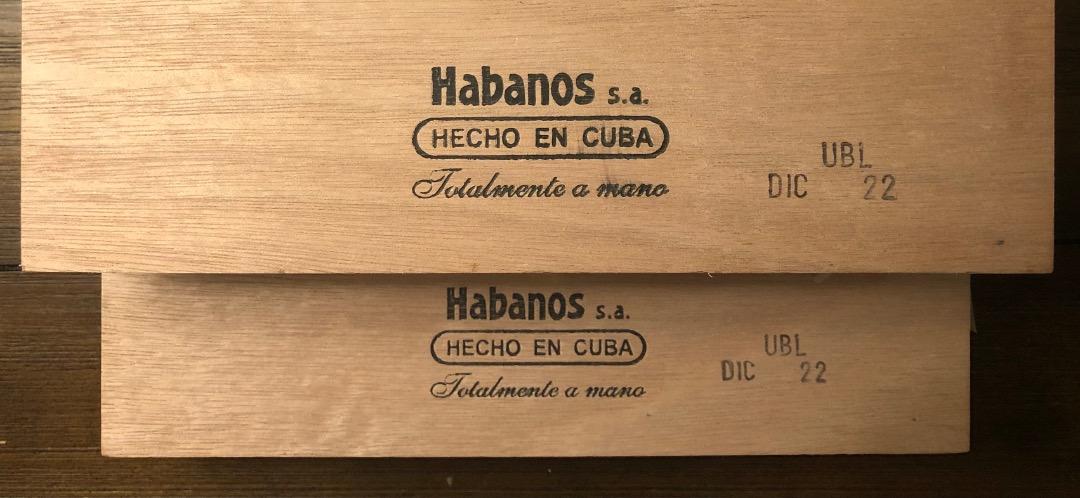 Habanos s.a.
HECHO EN CUBA
Totalmente a mano
UBL
DIC 22
Habanos s.a.
HECHO EN CUBA
Totalmente a mano
UBL
DIC 22